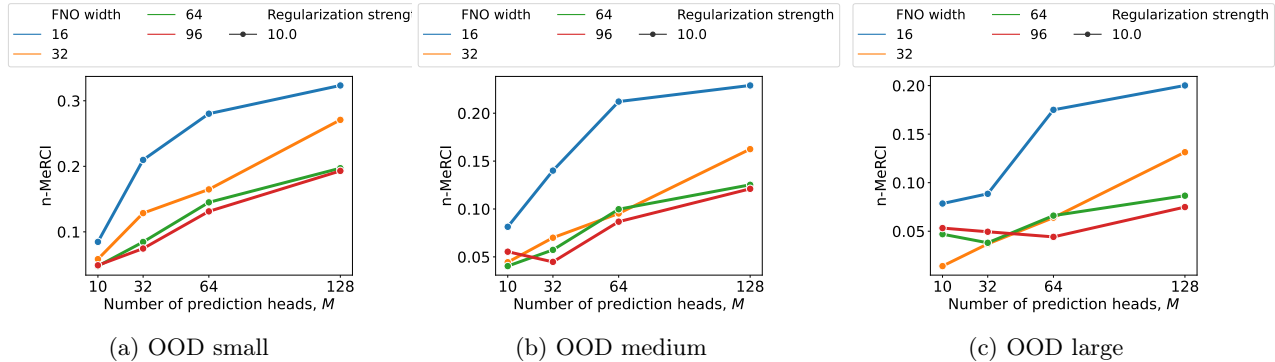 FNO width 64 Regularization strengt
16 96 10.0
32
0.3
0.2
0.1
n-MeRCI
10 32 64 128
Number of prediction heads, M
(a) OOD small
FNO width 64 Regularization strength
16 96 10.0
32
0.20
0.15
0.10
0.05
n-MeRCI
10 32 64 128
Number of prediction heads, M
(b) OOD medium
FNO width 64 Regularization strength
16 96 10.0
32
0.20
0.15
0.10
0.05
n-MeRCI
10 32 64 128
Number of prediction heads, M
(c) OOD large